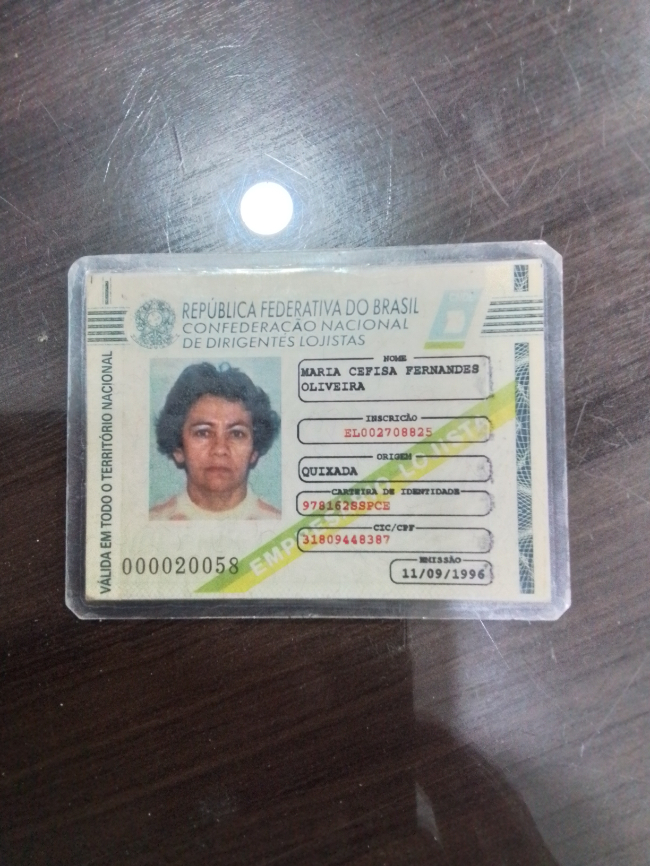 REPÚBLICA FEDERATIVA DO BRASIL
CONFEDERAÇÃO NACIONAL
DE DIRIGENTES LOJISTAS
VÁLIDA EM TODO O TERRITÓRIO NACIONAL
NOME
MARIA CEFISA FERNANDES
OLIVEIRA
INSCRIÇÃO
EL002708825
ORIGEM
QUIXADA
CARTEIRA DE IDENTIDADE
978162SSPCE
CIC/CPF
31809448387
EMISSÃO
11/09/1996
000020058
EMPRESÁRIO LOJISTA